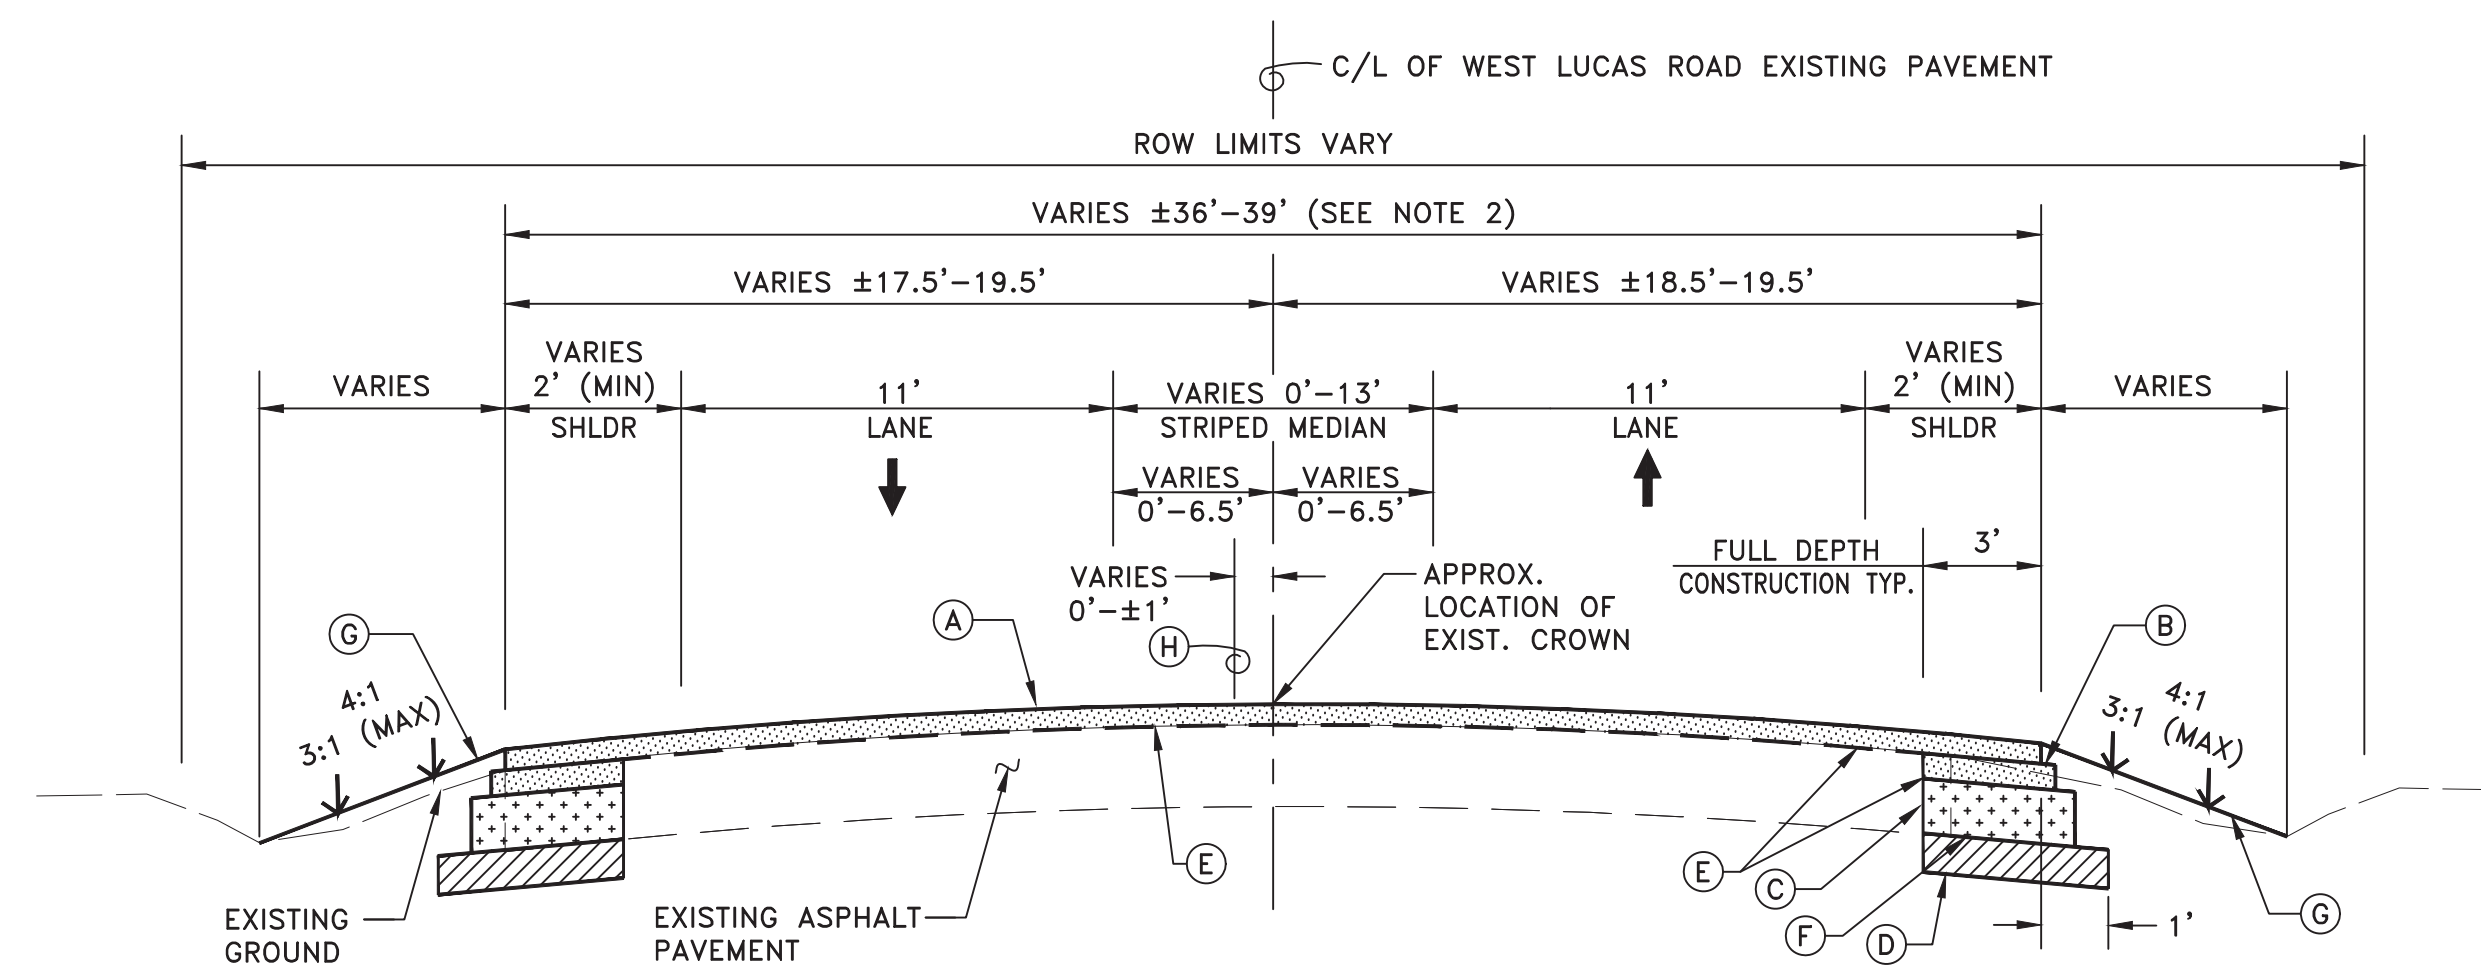 C/L OF WEST LUCAS ROAD EXISTING PAVEMENT
ROW LIMITS VARY
VARIES ±36'-39' (SEE NOTE 2)
VARIES ±17.5'-19.5'
VARIES ±18.5'-19.5'
VARIES
VARIES
2' (MIN)
SHLDR
11'
LANE
VARIES 0'-13'
STRIPED MEDIAN
11'
LANE
VARIES
2' (MIN)
SHLDR
VARIES
VARIES
0'-6.5'
VARIES
0'-6.5'
FULL DEPTH
CONSTRUCTION TYP.
3'
VARIES
0'-±1'
APPROX.
LOCATION OF
EXIST. CROWN
G
A
H
B
3:1
4:1
(MAX)
3:1
4:1
(MAX)
E
E
C
F
D
G
1'
EXISTING
GROUND
EXISTING ASPHALT
PAVEMENT